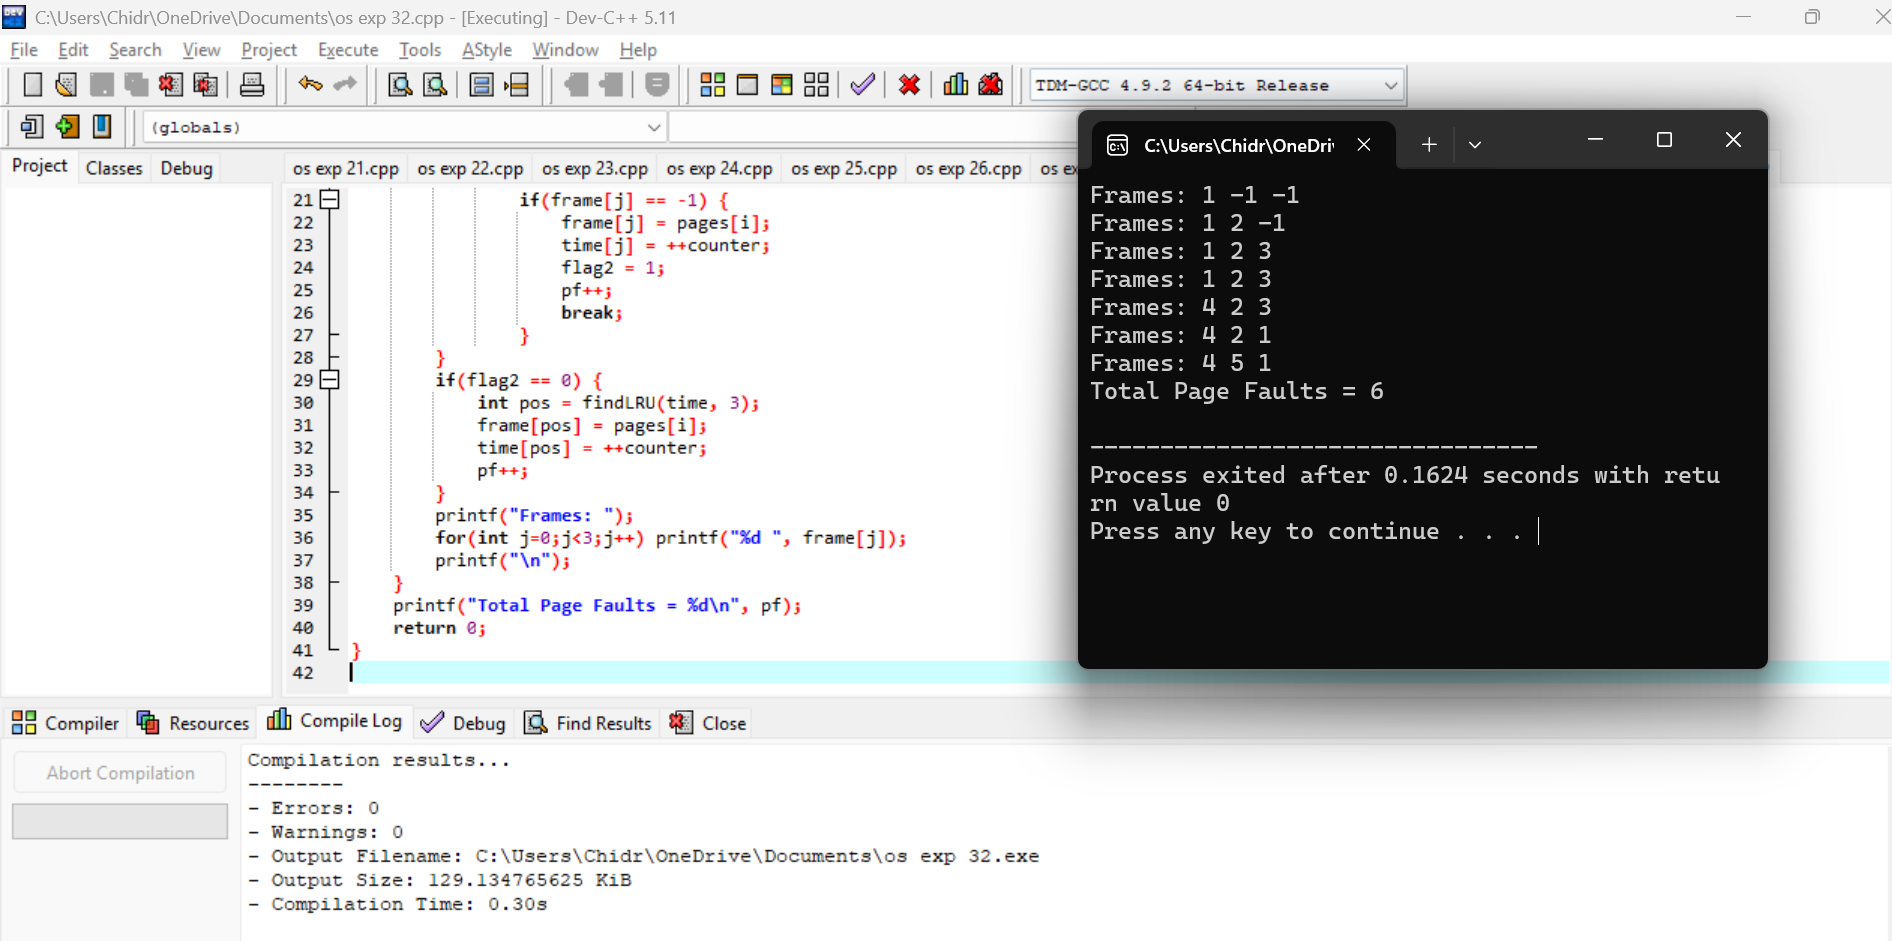 C:\Users\Chidr\OneDrive\Documents\os exp 32.cpp - [Executing] - Dev-C++ 5.11
File Edit Search View Project Execute Tools AStyle Window Help
TDM-GCC 4.9.2 64-bit Release
(globals)
Project Classes Debug
os exp 21.cpp os exp 22.cpp os exp 23.cpp os exp 24.cpp os exp 25.cpp os exp 26.cpp os
21 if(frame[j] == -1) {
22 frame[j] = pages[i];
23 time[j] = ++counter;
24 flag2 = 1;
25 pf++;
26 break;
27 }
28 }
29 if(flag2 == 0) {
30 int pos = findLRU(time, 3);
31 frame[pos] = pages[i];
32 time[pos] = ++counter;
33 pf++;
34 }
35 printf("Frames: ");
36 for(int j=0;j<3;j++) printf("%d ", frame[j]);
37 printf("\n");
38 }
39 printf("Total Page Faults = %d\n", pf);
40 return 0;
41 }
42
C:\Users\Chidr\OneDri
Frames: 1 -1 -1
Frames: 1 2 -1
Frames: 1 2 3
Frames: 1 2 3
Frames: 4 2 3
Frames: 4 2 1
Frames: 4 5 1
Total Page Faults = 6
--------------------------------
Process exited after 0.1624 seconds with retu
rn value 0
Press any key to continue . . .
Compiler Resources Compile Log Debug Find Results Close
Abort Compilation
Compilation results...
--------
- Errors: 0
- Warnings: 0
- Output Filename: C:\Users\Chidr\OneDrive\Documents\os exp 32.exe
- Output Size: 129.134765625 KiB
- Compilation Time: 0.30s